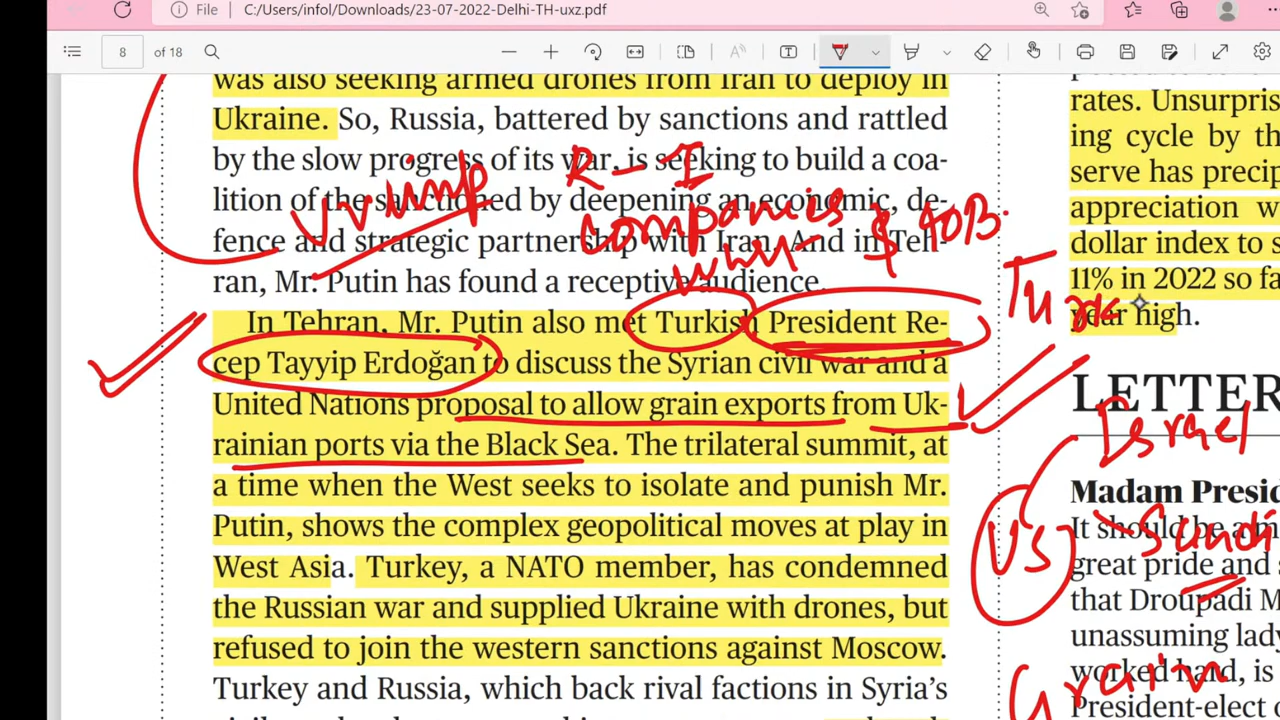 File
C:/Users/infol/Downloads/23-07-2022-Delhi-TH-uxz.pdf
8 of 18
was also seeking armed drones from Iran to deploy in
Ukraine. So, Russia, battered by sanctions and rattled
by the slow progress of its war, is seeking to build a coa-
lition of the sanctioned by deepening an economic, de-
fence and strategic partnership with Iran. And in Teh-
ran, Mr. Putin has found a receptive audience.
In Tehran, Mr. Putin also met Turkish President Re-
cep Tayyip Erdoğan to discuss the Syrian civil war and a
United Nations proposal to allow grain exports from Uk-
rainian ports via the Black Sea. The trilateral summit, at
a time when the West seeks to isolate and punish Mr.
Putin, shows the complex geopolitical moves at play in
West Asia. Turkey, a NATO member, has condemned
the Russian war and supplied Ukraine with drones, but
refused to join the western sanctions against Moscow.
Turkey and Russia, which back rival factions in Syria's
R - I
companies
why - $ 40B.
vv imp
rates. Unsurpris
ing cycle by th
serve has precip
appreciation w
dollar index to s
11% in 2022 so fa
year high.
LETTER
Israel
US
Saudi
Madam Presid
It should be a m
great pride and s
that Droupadi M
unassuming lady
worked hard, is
President-elect o
Grain